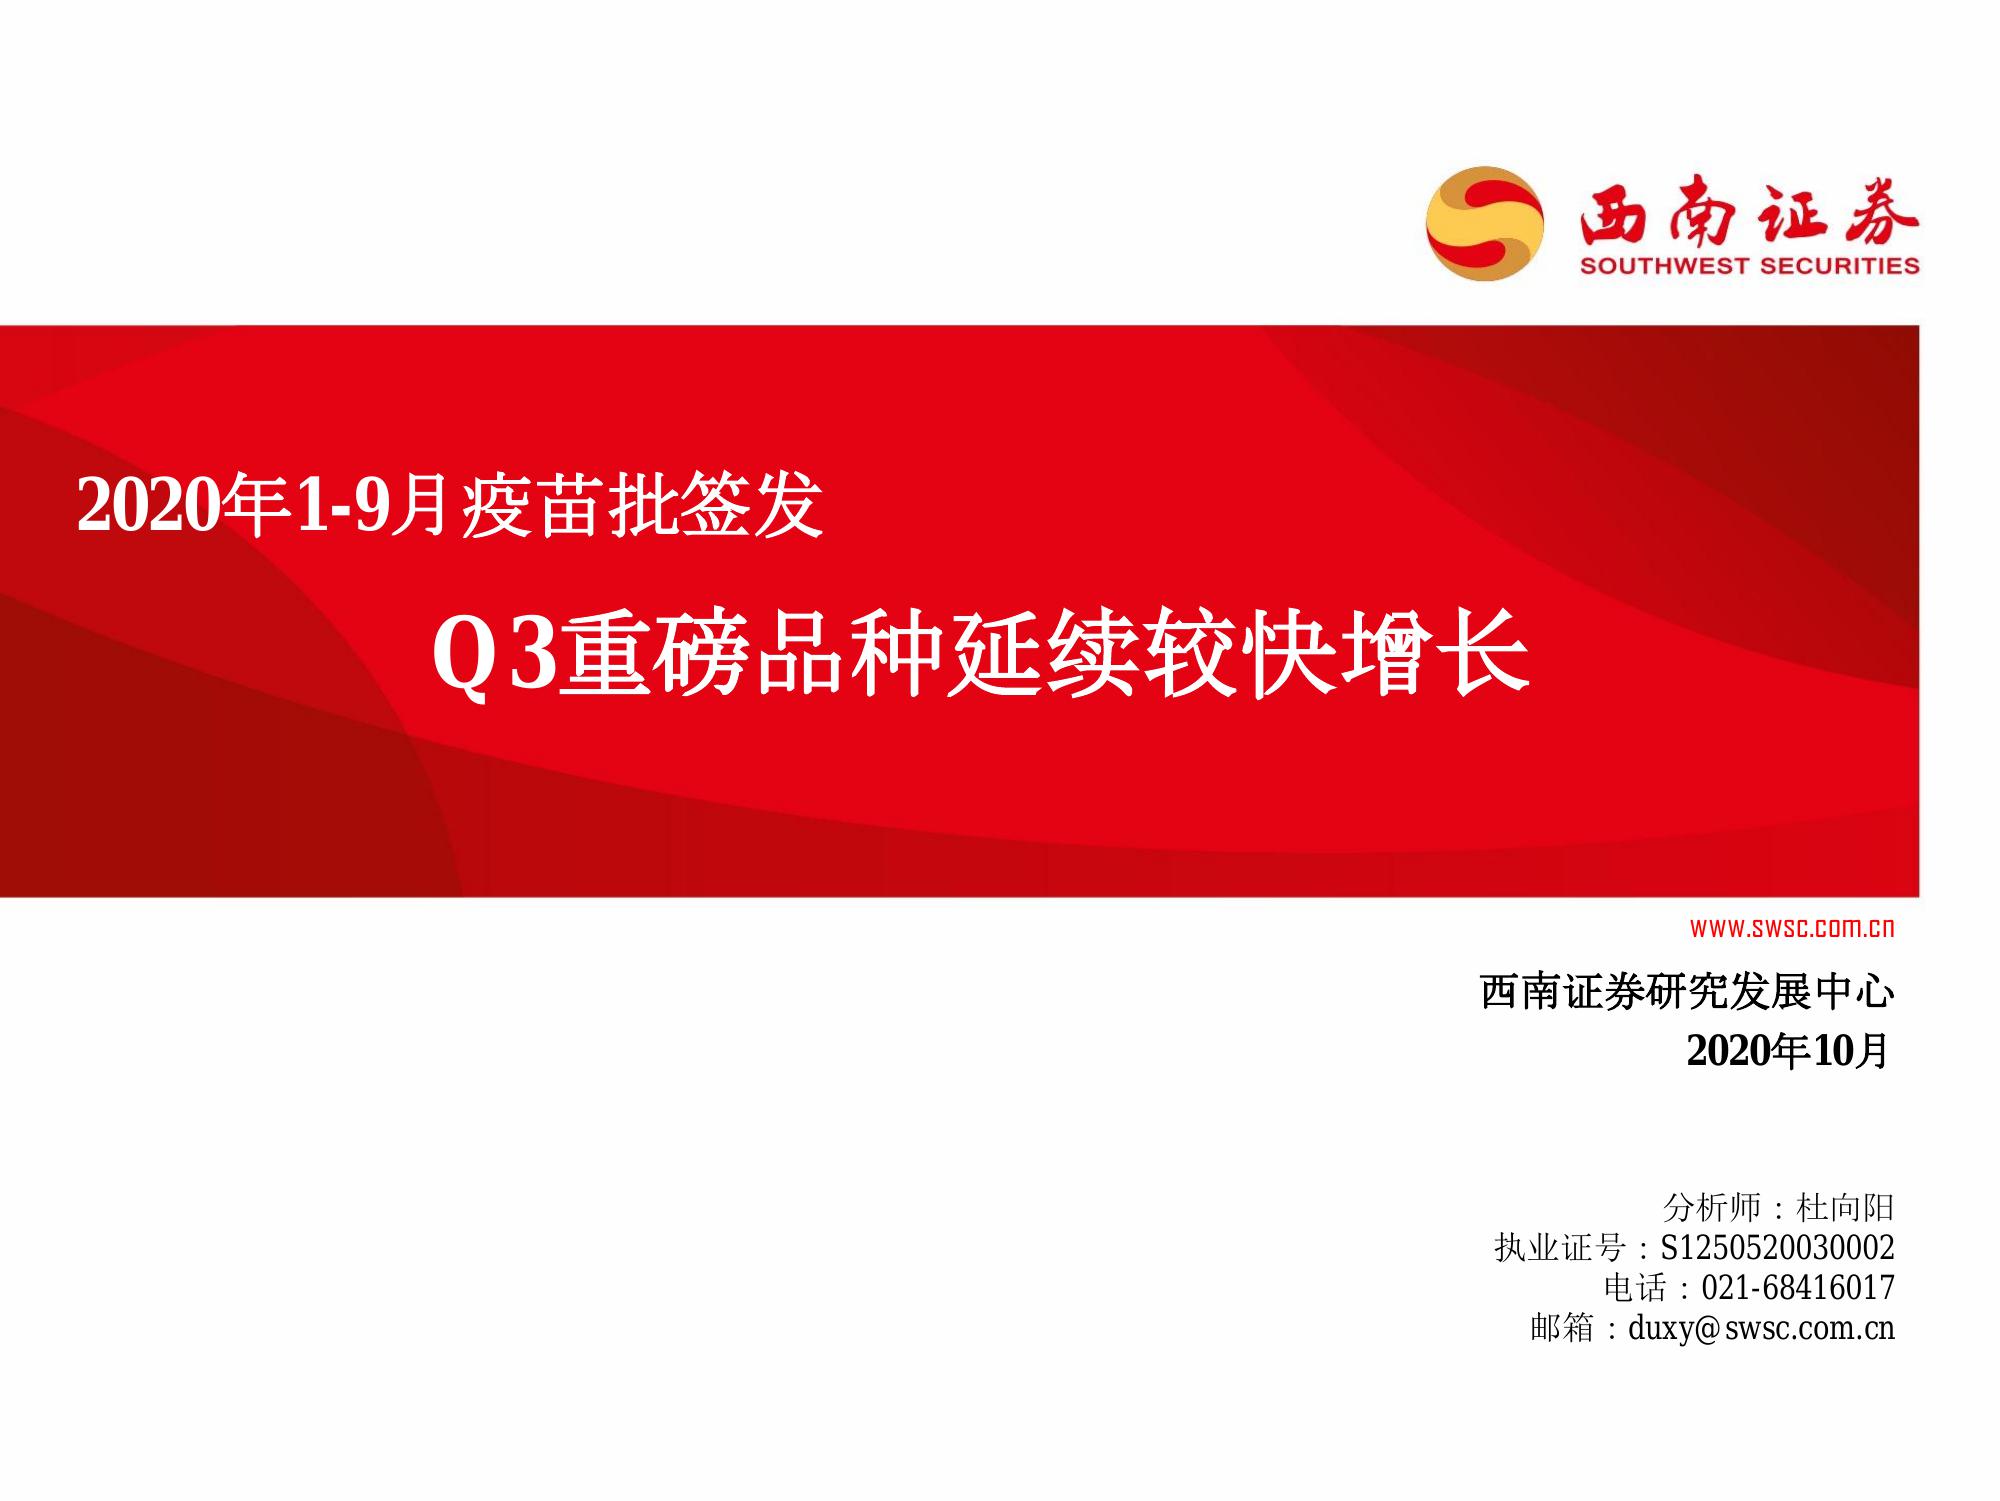 西南证券
SOUTHWEST SECURITIES
2020年1-9月疫苗批签发
Q3重磅品种延续较快增长
www.swsc.com.cn
西南证券研究发展中心
2020年10月
分析师：杜向阳
执业证号：S1250520030002
电话：021-68416017
邮箱：duxy@swsc.com.cn